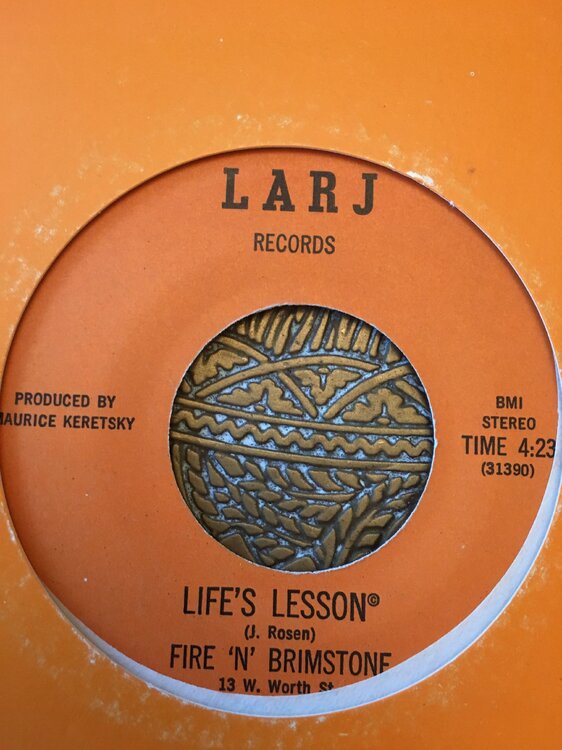 LARJ
RECORDS
PRODUCED BY
MAURICE KERETSKY
BMI
STEREO
TIME 4:23
(31390)
LIFE'S LESSON©
(J. Rosen)
FIRE 'N' BRIMSTONE
13 W. Worth St